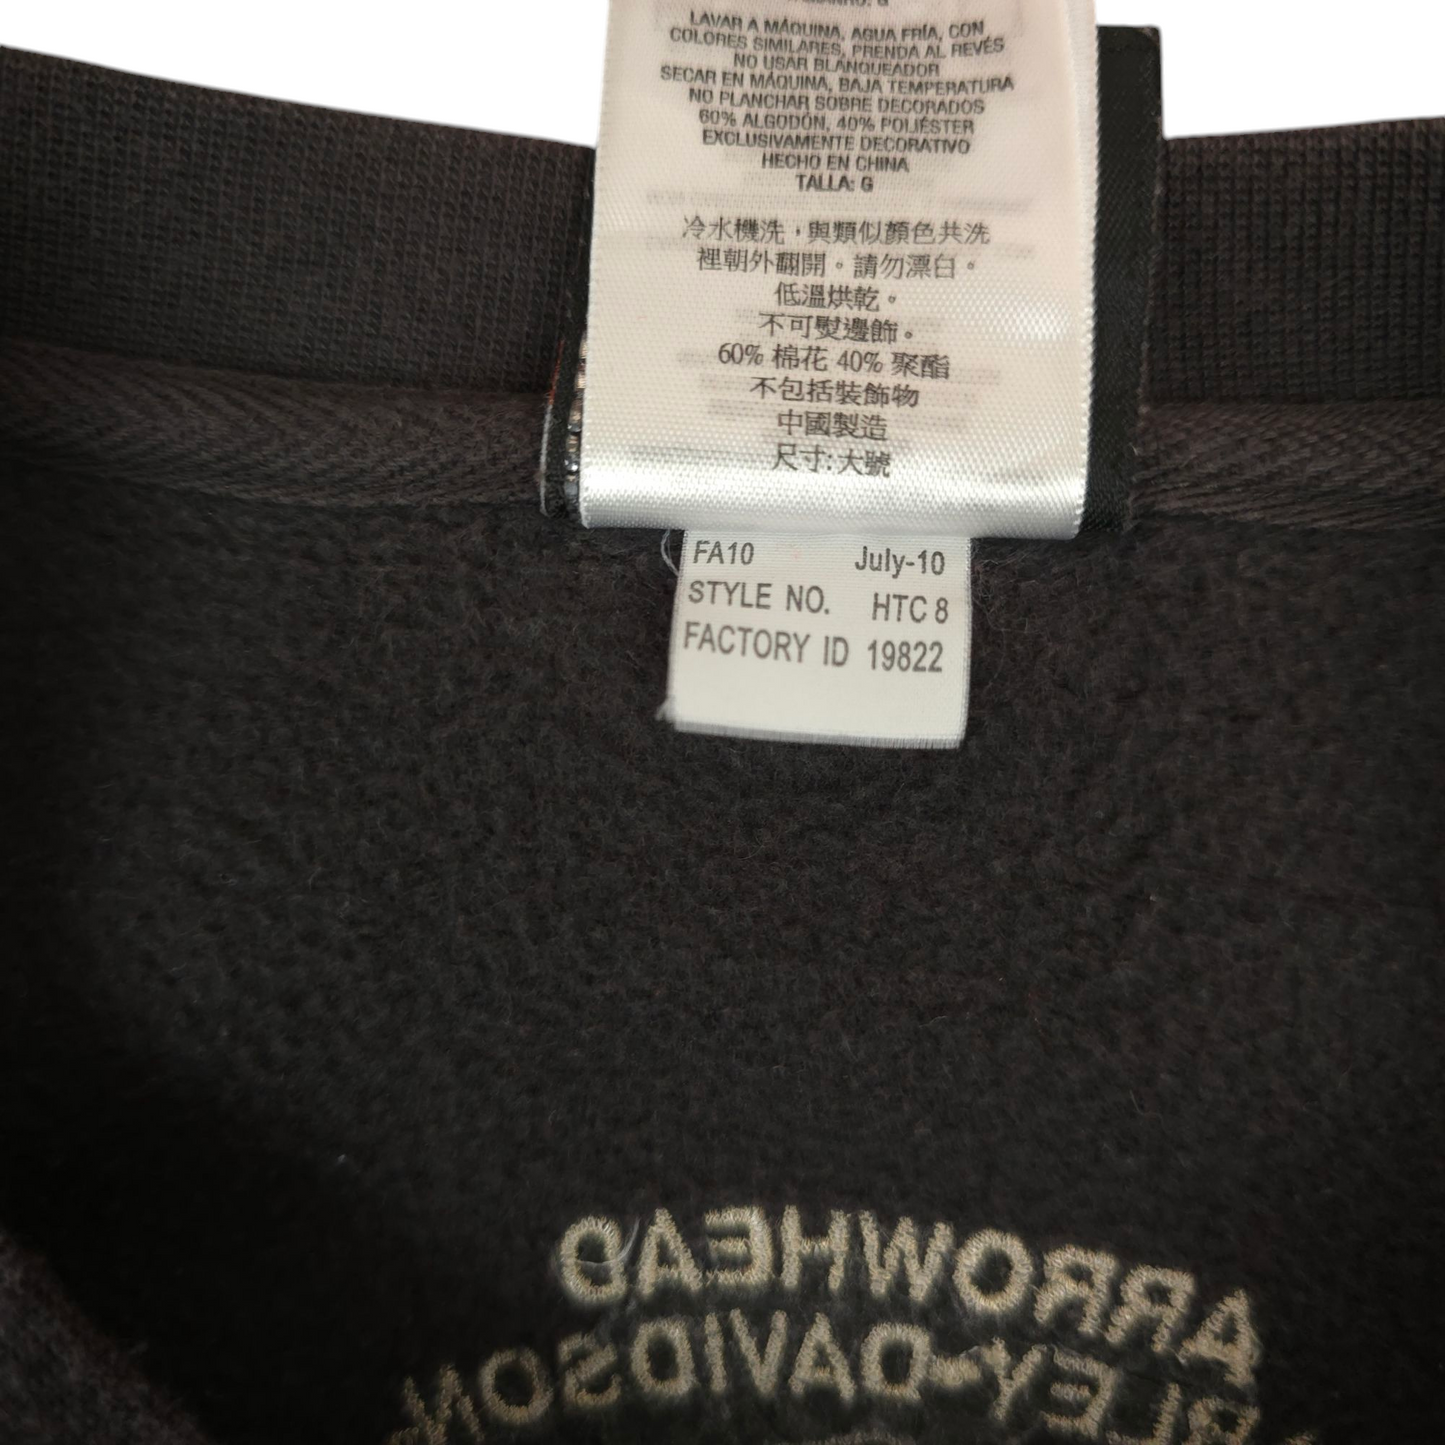 LAVAR A MÁQUINA, AGUA FRÍA, CON
COLORES SIMILARES, PRENDA AL REVÉS
NO USAR BLANQUEADOR
SECAR EN MÁQUINA, BAJA TEMPERATURA
NO PLANCHAR SOBRE DECORADOS
60% ALGODÓN, 40% POLIÉSTER
EXCLUSIVAMENTE DECORATIVO
HECHO EN CHINA
TALLA: G
冷水機洗，與類似顏色共洗
裡朝外翻開。請勿漂白。
低溫烘乾。
不可熨邊飾。
60% 棉花 40% 聚酯
不包括裝飾物
中國製造
尺寸: 大號
FA10 July-10
STYLE NO. HTC 8
FACTORY ID 19822
ARROWHEAD
RLEY-DAVIDSON